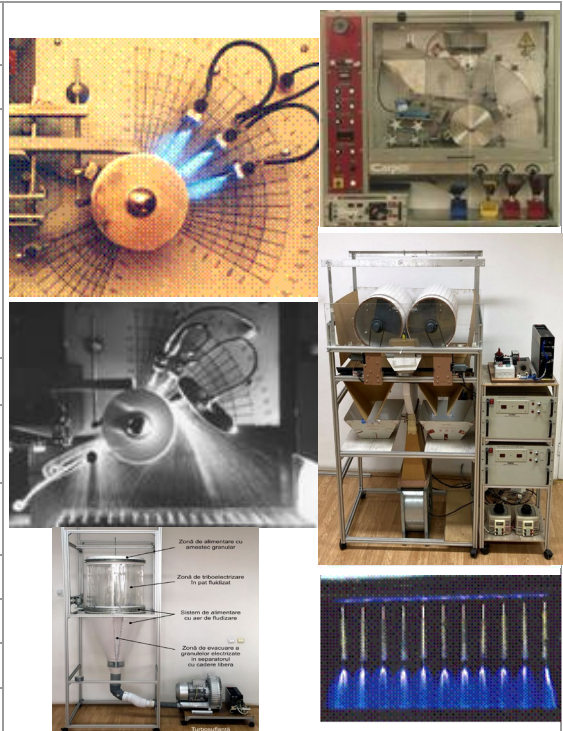 Zonă de alimentare cu
amestec granular
Zonă de triboelectrizare
în pat fluidizat
Sistem de alimentare
cu aer de fluidizare
Zonă de evacuare a
granulelor electrizate
în separatorul
cu cădere liberă
Turbosuflantă